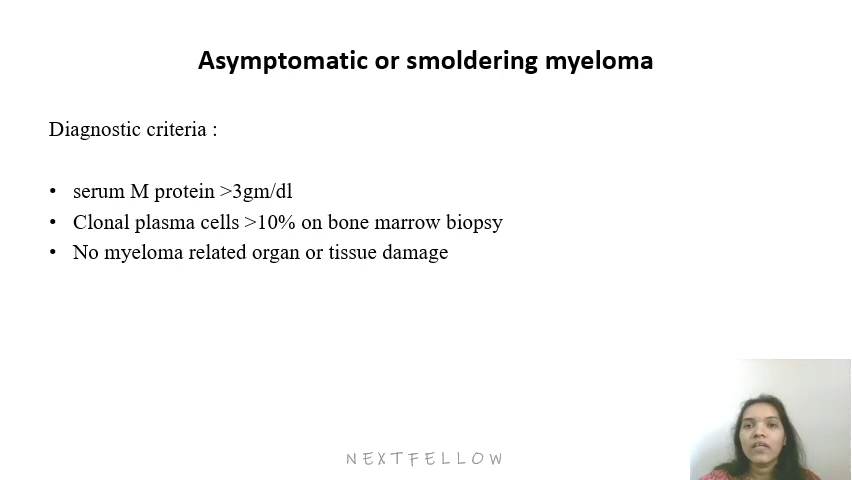 Asymptomatic or smoldering myeloma
Diagnostic criteria :
• serum M protein >3gm/dl
• Clonal plasma cells >10% on bone marrow biopsy
• No myeloma related organ or tissue damage
NEXTFELLOW